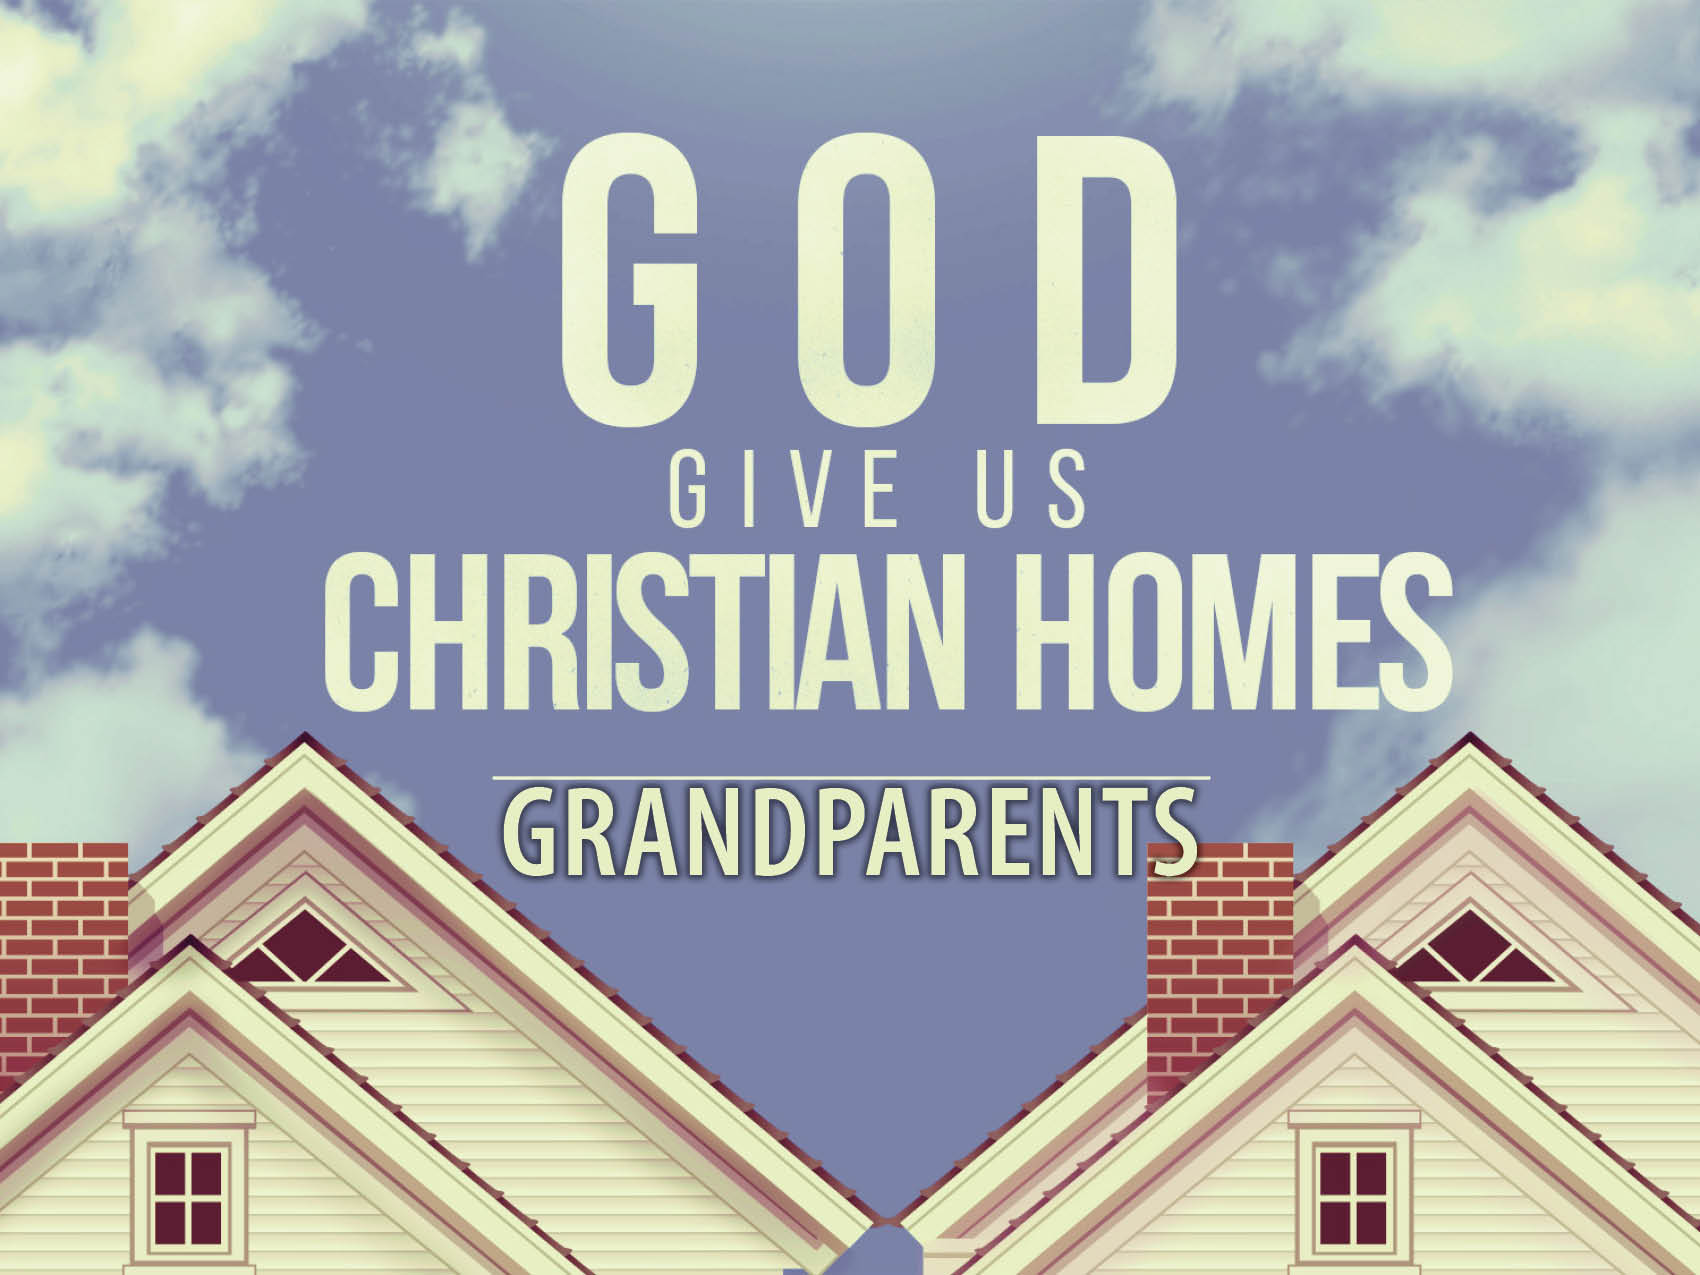 GOD
GIVE US
CHRISTIAN HOMES
GRANDPARENTS